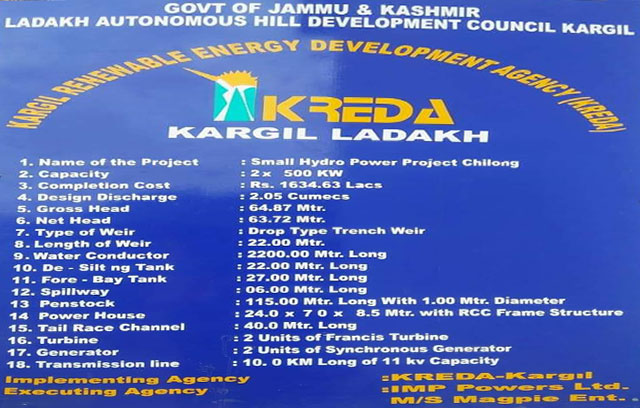 GOVT OF JAMMU & KASHMIR
LADAKH AUTONOMOUS HILL DEVELOPMENT COUNCIL KARGIL
KARGIL RENEWABLE ENERGY DEVELOPMENT AGENCY (KREDA)
KREDA
KARGIL LADAKH
1. Name of the Project : Small Hydro Power Project Chilong
2. Capacity : 2 x 500 KW
3. Completion Cost : Rs. 1634.63 Lacs
4. Design Discharge : 2.05 Cumecs
5. Gross Head : 64.87 Mtr.
6. Net Head : 63.72 Mtr.
7. Type of Weir : Drop Type Trench Weir
8. Length of Weir : 22.00 Mtr.
9. Water Conductor : 2200.00 Mtr. Long
10. De - Silt ng Tank : 22.00 Mtr. Long
11. Fore - Bay Tank : 27.00 Mtr. Long
12. Spillway : 06.00 Mtr. Long
13 Penstock : 115.00 Mtr. Long With 1.00 Mtr. Diameter
14 Power House : 24.0 x 7 0 x 8.5 Mtr. with RCC Frame Structure
15. Tail Race Channel : 40.0 Mtr. Long
16. Turbine : 2 Units of Francis Turbine
17. Generator : 2 Units of Synchronous Generator
18. Transmission line : 10. 0 KM Long of 11 kv Capacity
Implementing Agency : KREDA-Kargil
Executing Agency : IMP Powers Ltd.
M/S Magpie Ent.